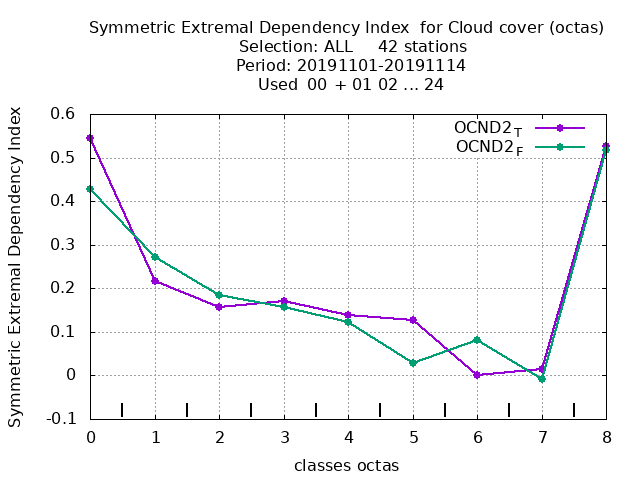 Symmetric Extremal Dependency Index  for Cloud cover (octas)
Selection: ALL     42 stations
Period: 20191101-20191114
Used  00 + 01 02 ... 24
Symmetric Extremal Dependency Index
0.6
0.5
0.4
0.3
0.2
0.1
0
-0.1
OCND2T
OCND2F
0 1 2 3 4 5 6 7 8
classes octas